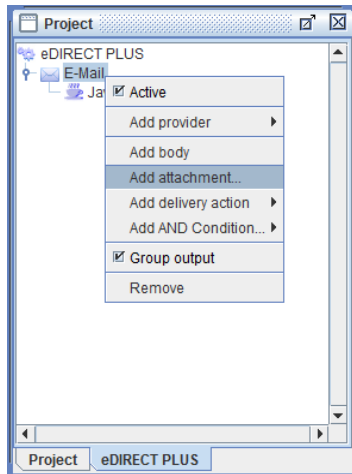 Project
eDIRECT PLUS
E-Mail
Active
Add provider
Add body
Add attachment...
Add delivery action
Add AND Condition...
Group output
Remove
Project
eDIRECT PLUS